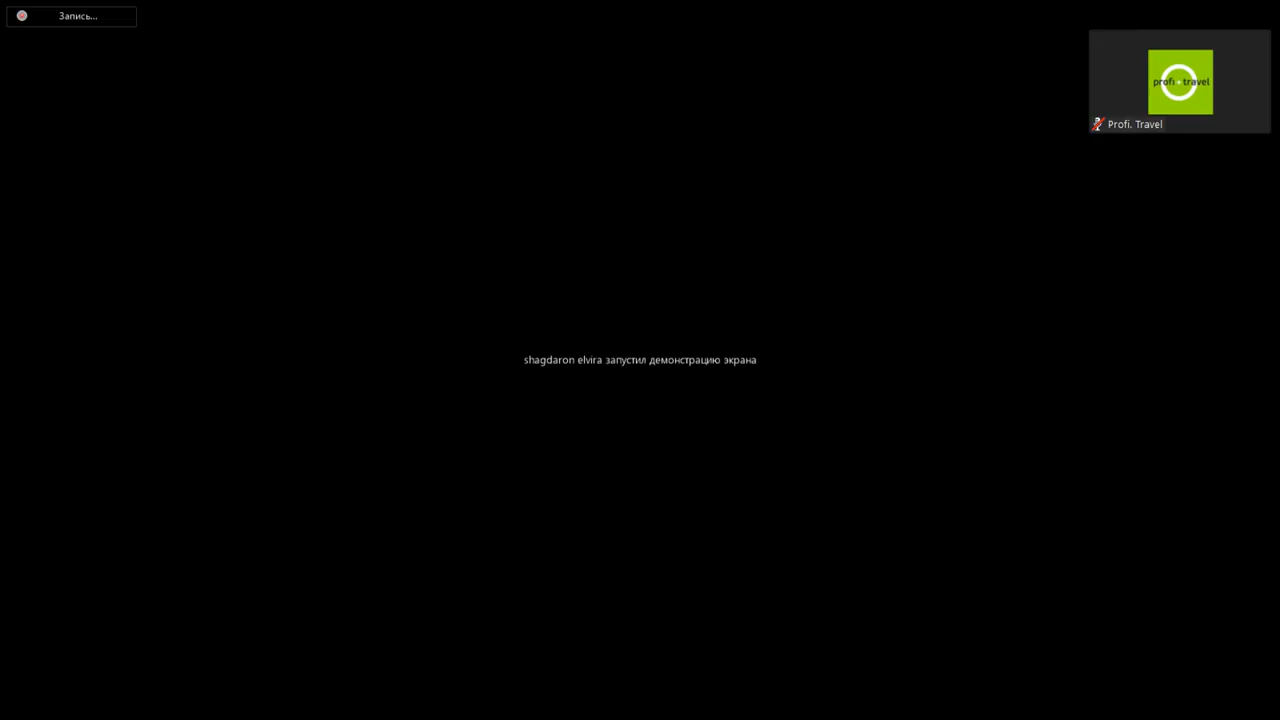 Запись...
profi travel
Profi. Travel
shagdaron elvira запустил демонстрацию экрана